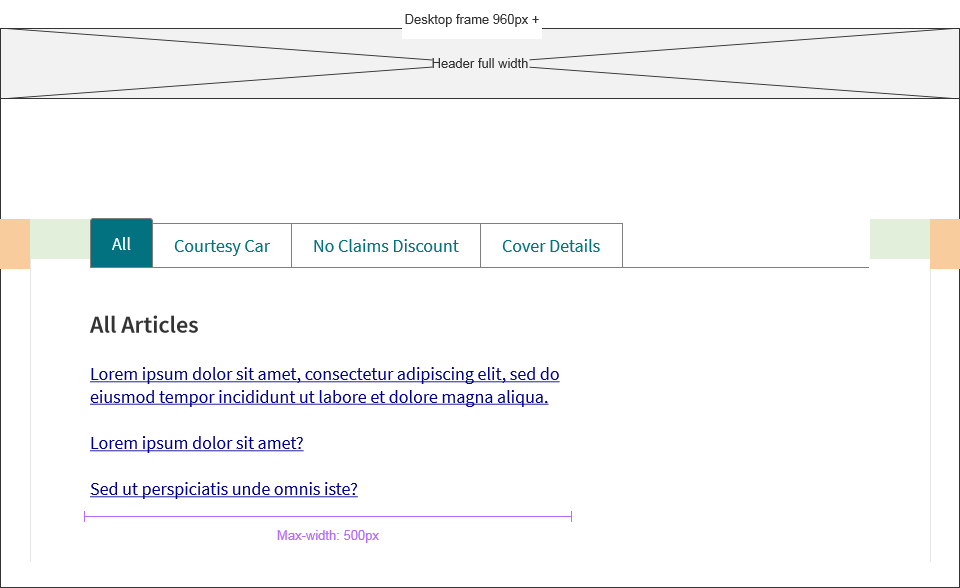 Desktop frame 960px +
Header full width
All
Courtesy Car
No Claims Discount
Cover Details
All Articles
Lorem ipsum dolor sit amet, consectetur adipiscing elit, sed do
eiusmod tempor incididunt ut labore et dolore magna aliqua.
Lorem ipsum dolor sit amet?
Sed ut perspiciatis unde omnis iste?
Max-width: 500px